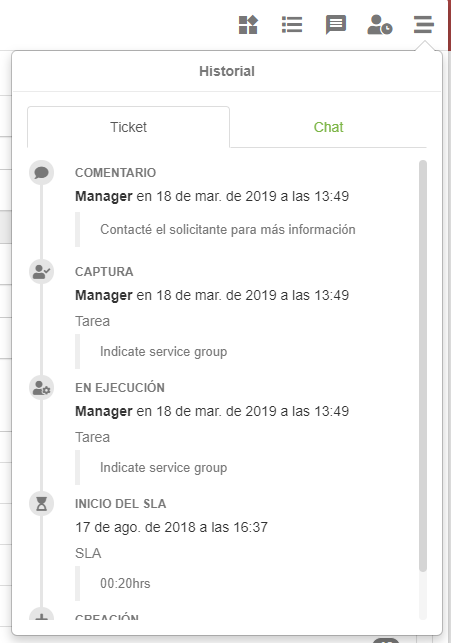 Historial
Ticket
Chat
COMENTARIO
Manager en 18 de mar. de 2019 a las 13:49
Contacté el solicitante para más información
CAPTURA
Manager en 18 de mar. de 2019 a las 13:49
Tarea
Indicate service group
EN EJECUCIÓN
Manager en 18 de mar. de 2019 a las 13:49
Tarea
Indicate service group
INICIO DEL SLA
17 de ago. de 2018 a las 16:37
SLA
00:20hrs
CREACIÓN